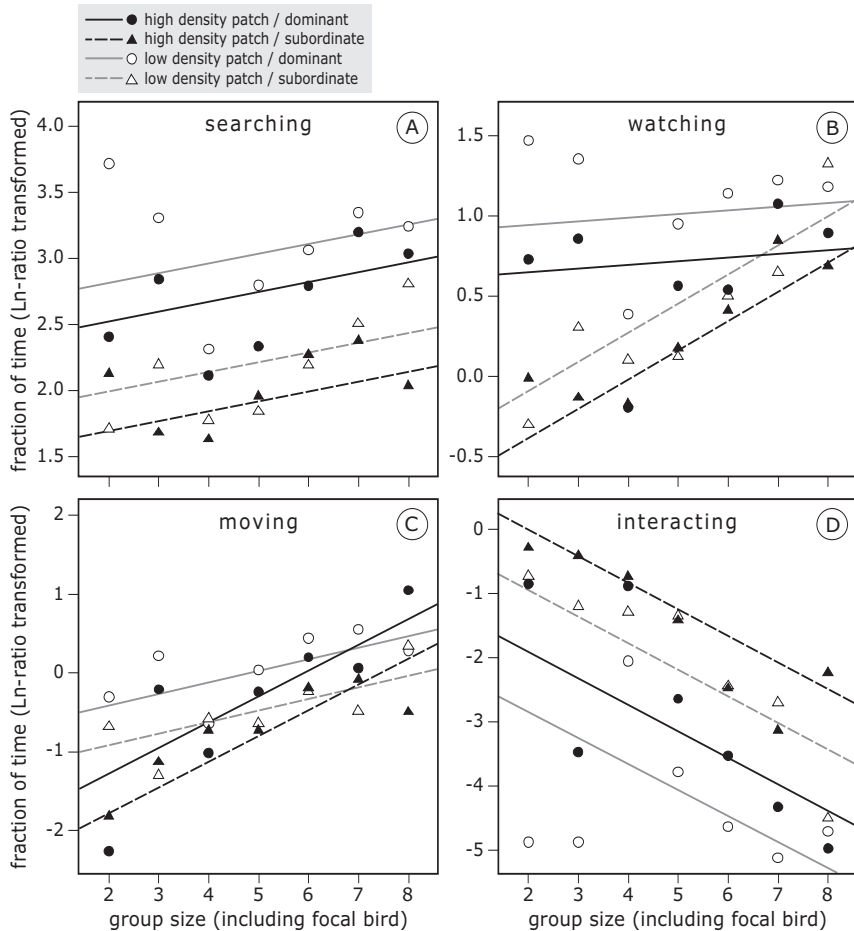 high density patch / dominant
high density patch / subordinate
low density patch / dominant
low density patch / subordinate
searching
A
watching
B
fraction of time (Ln-ratio transformed)
4.0
3.5
3.0
2.5
2.0
1.5
1.5
1.0
0.5
0.0
-0.5
moving
C
interacting
D
fraction of time (Ln-ratio transformed)
2
1
0
-1
-2
0
-1
-2
-3
-4
-5
2 3 4 5 6 7 8
2 3 4 5 6 7 8
group size (including focal bird)
group size (including focal bird)